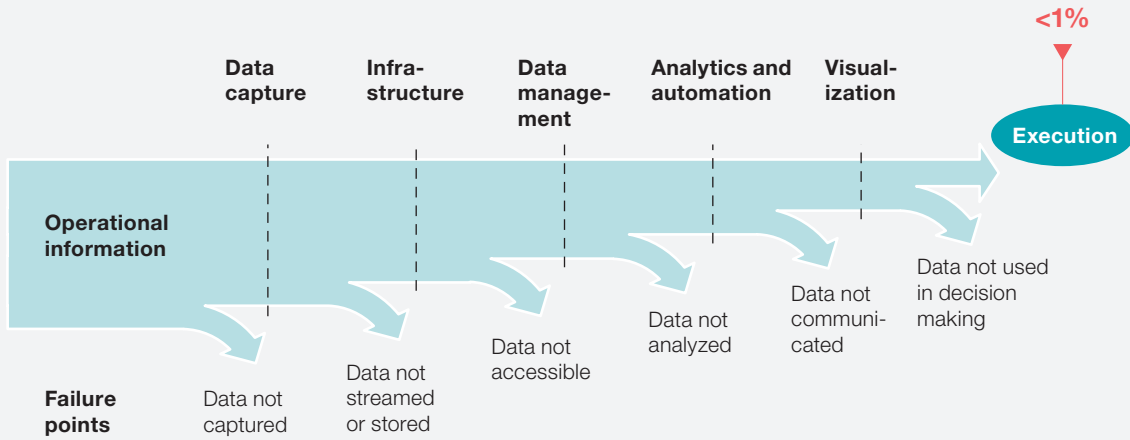 <1%
Data
capture
Infra-
structure
Data
manage-
ment
Analytics and
automation
Visual-
ization
Execution
Operational
information
Failure
points
Data not
captured
Data not
streamed
or stored
Data not
accessible
Data not
analyzed
Data not
communi-
cated
Data not used
in decision
making